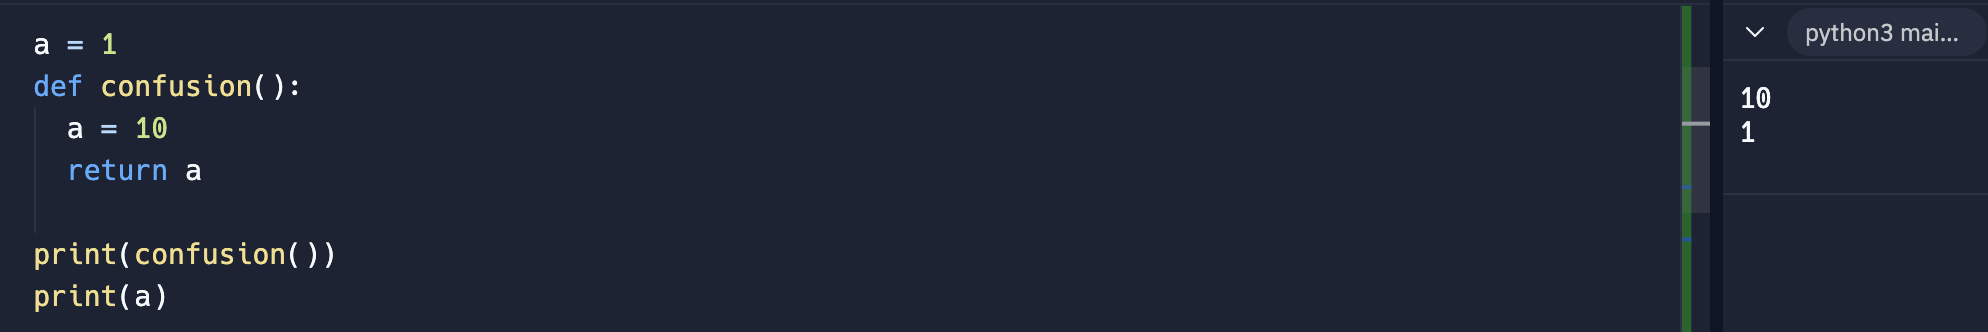 a = 1
def confusion():
  a = 10
  return a

print(confusion())
print(a)
python3 mai...
10
1